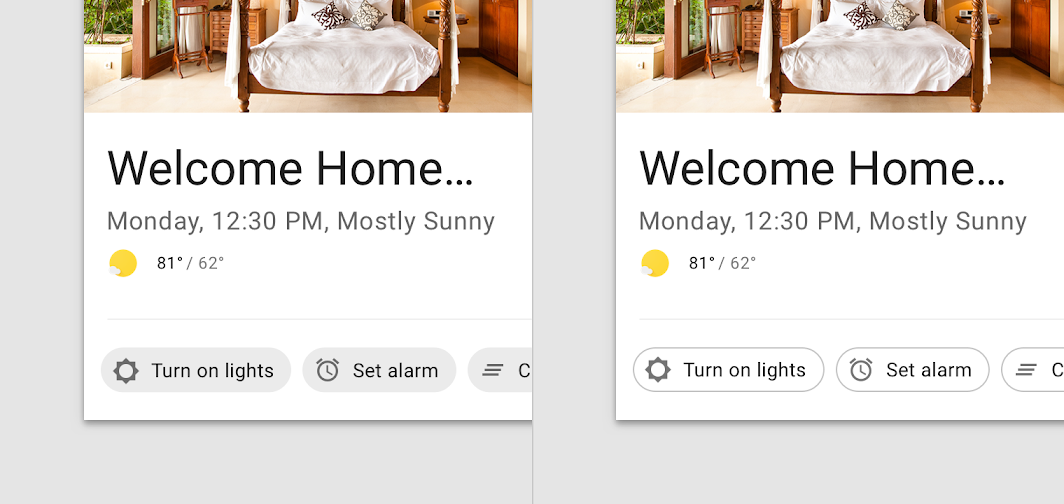 Welcome Home...
Monday, 12:30 PM, Mostly Sunny
81° / 62°
Turn on lights
Set alarm
C
Welcome Home...
Monday, 12:30 PM, Mostly Sunny
81° / 62°
Turn on lights
Set alarm
C